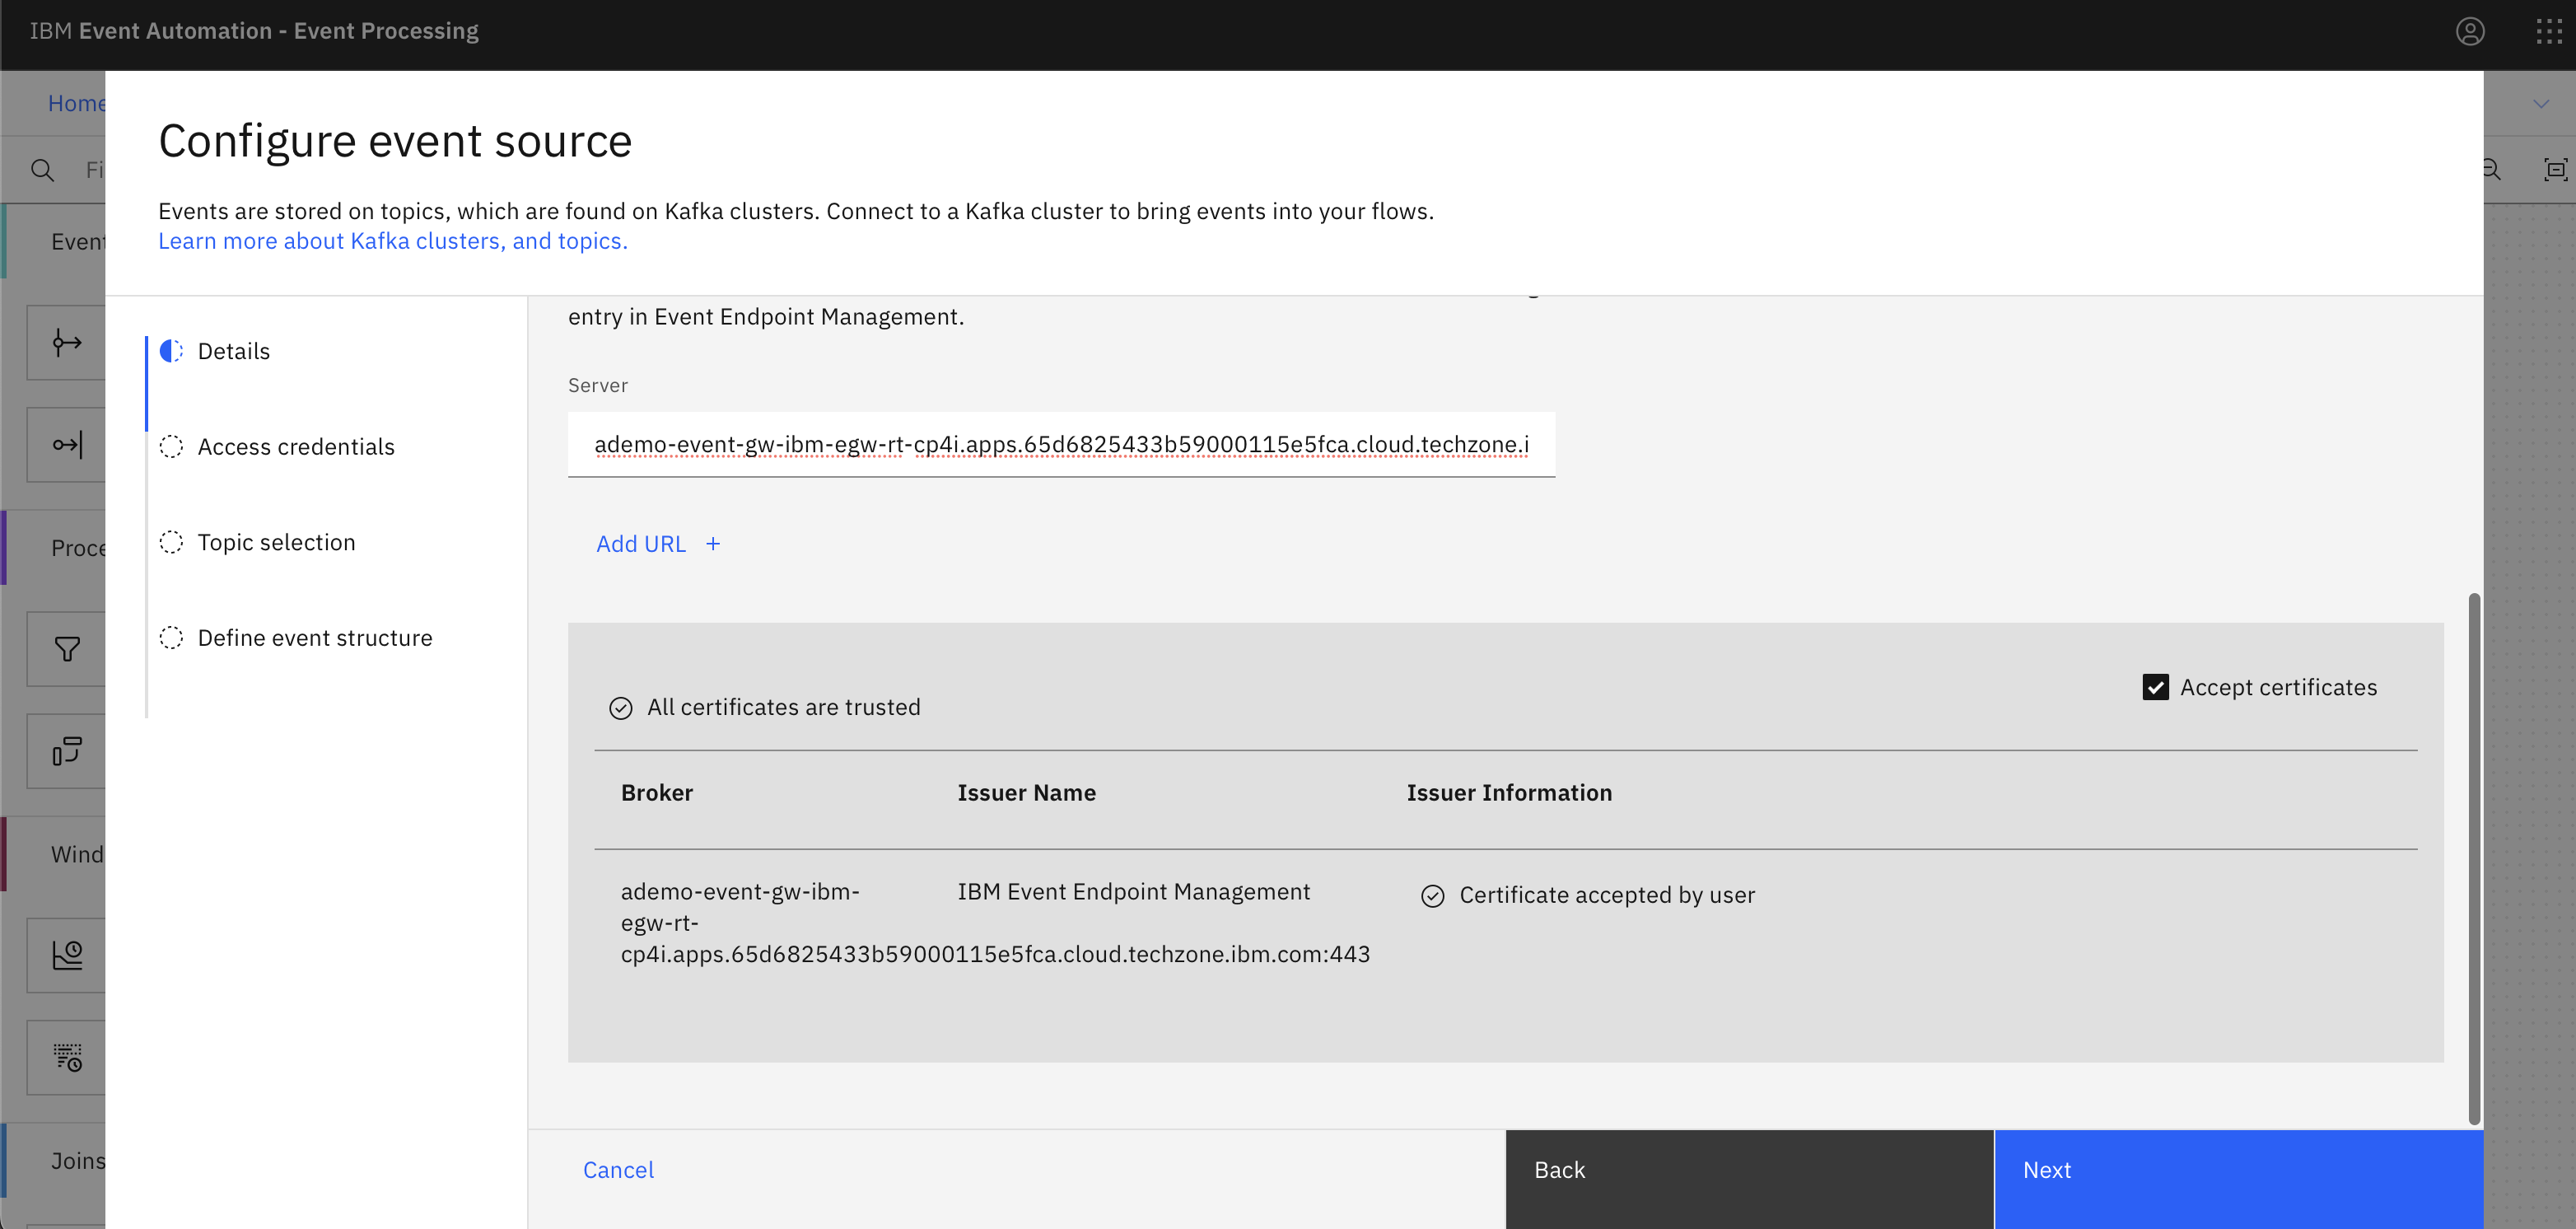 IBM Event Automation - Event Processing
Home
Configure event source
Fi
Events are stored on topics, which are found on Kafka clusters. Connect to a Kafka cluster to bring events into your flows.
Learn more about Kafka clusters, and topics.
Event
entry in Event Endpoint Management.
Details
Server
Access credentials
ademo-event-gw-ibm-egw-rt-cp4i.apps.65d6825433b59000115e5fca.cloud.techzone.i
Topic selection
Add URL +
Proce
Define event structure
Accept certificates
All certificates are trusted
Broker Issuer Name Issuer Information
Wind
ademo-event-gw-ibm- IBM Event Endpoint Management Certificate accepted by user
egw-rt-
cp4i.apps.65d6825433b59000115e5fca.cloud.techzone.ibm.com:443
Joins
Cancel Back Next